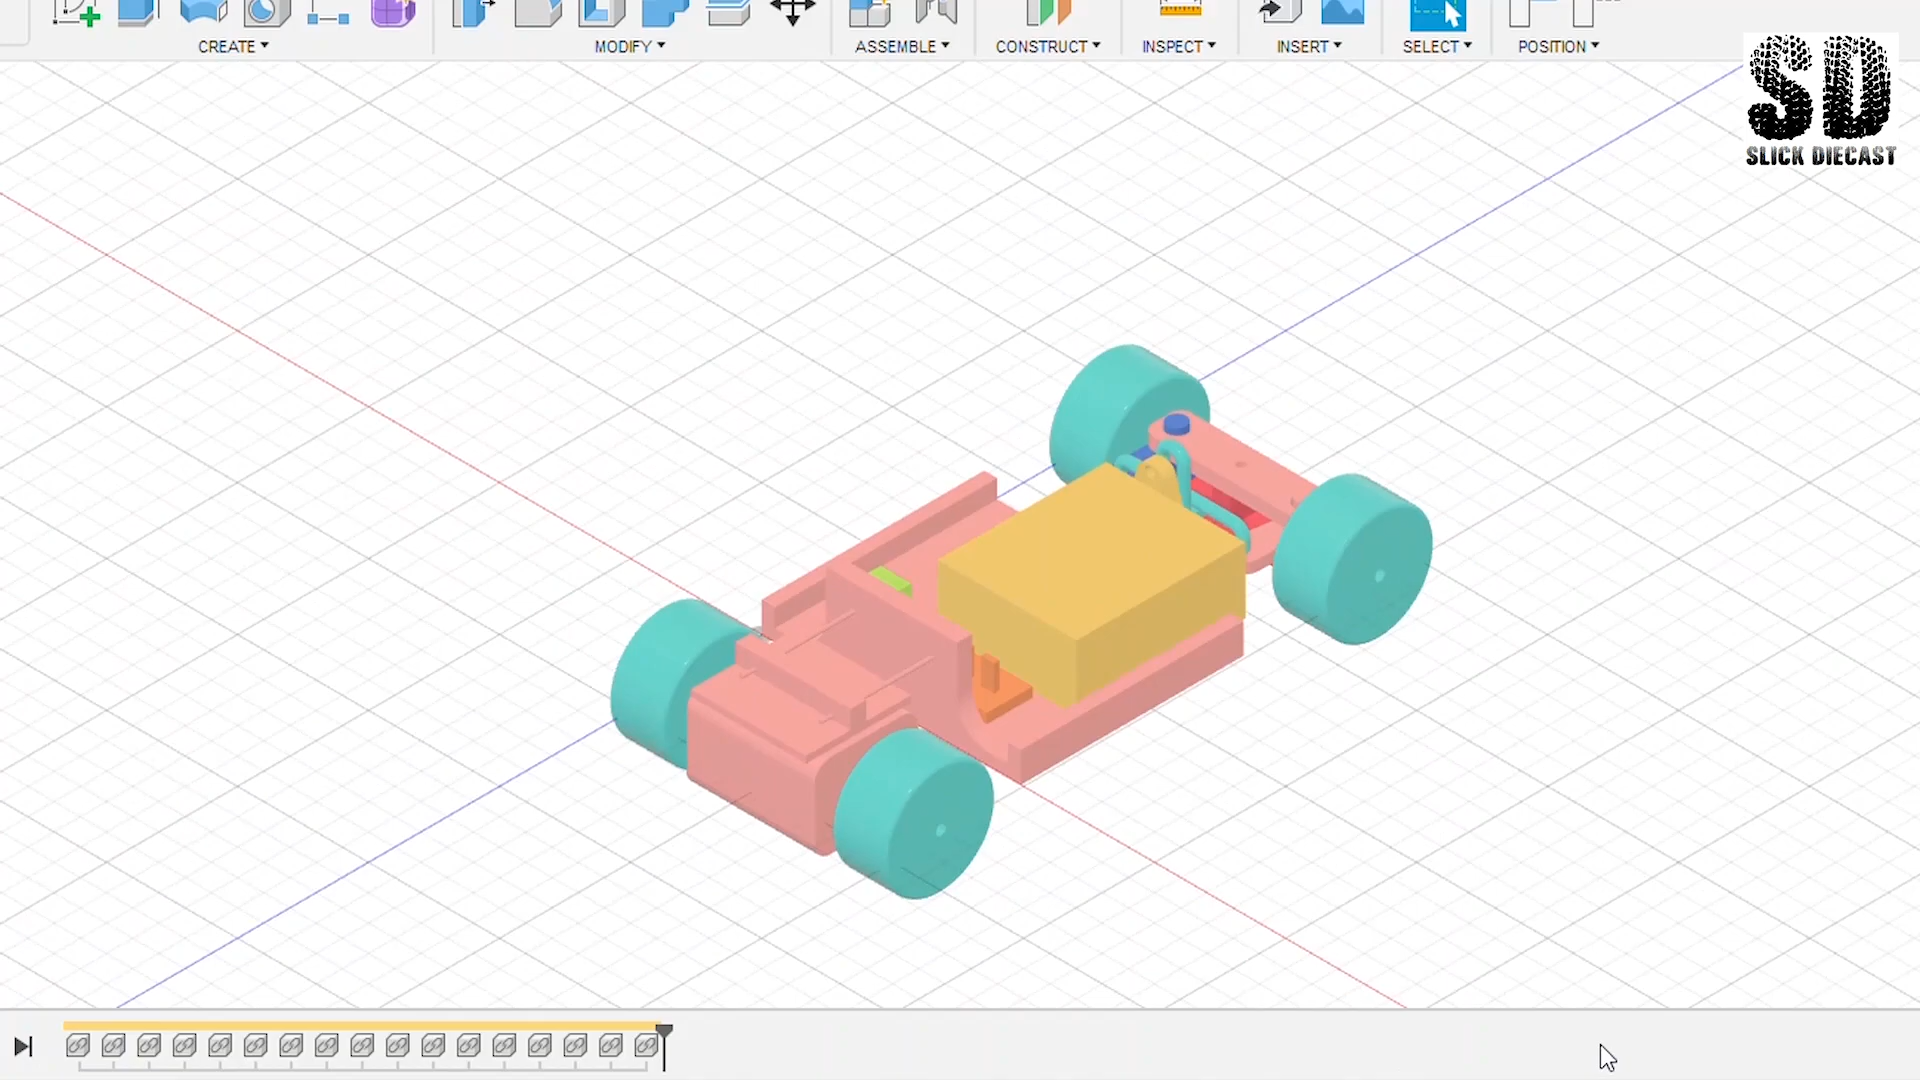 CREATE
MODIFY
ASSEMBLE
CONSTRUCT
INSPECT
INSERT
SELECT
POSITION
SD
SLICK DIECAST